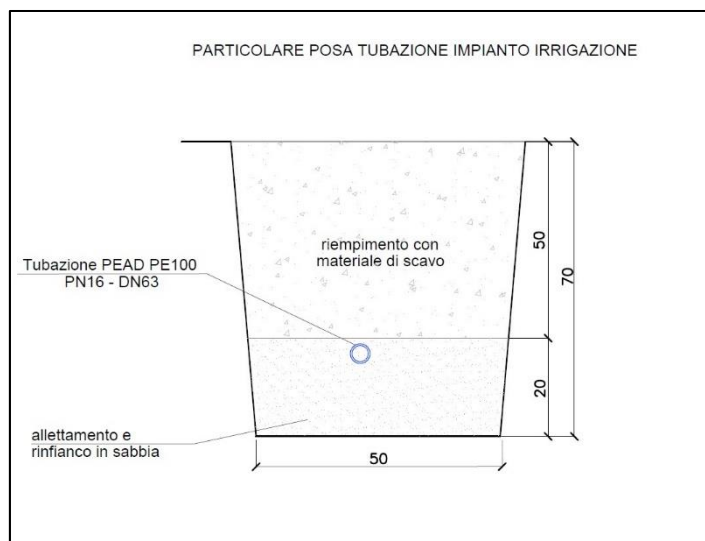 PARTICOLARE POSA TUBAZIONE IMPIANTO IRRIGAZIONE
riempimento con
materiale di scavo
50
70
Tubazione PEAD PE100
PN16 - DN63
20
allettamento e
rinfianco in sabbia
50